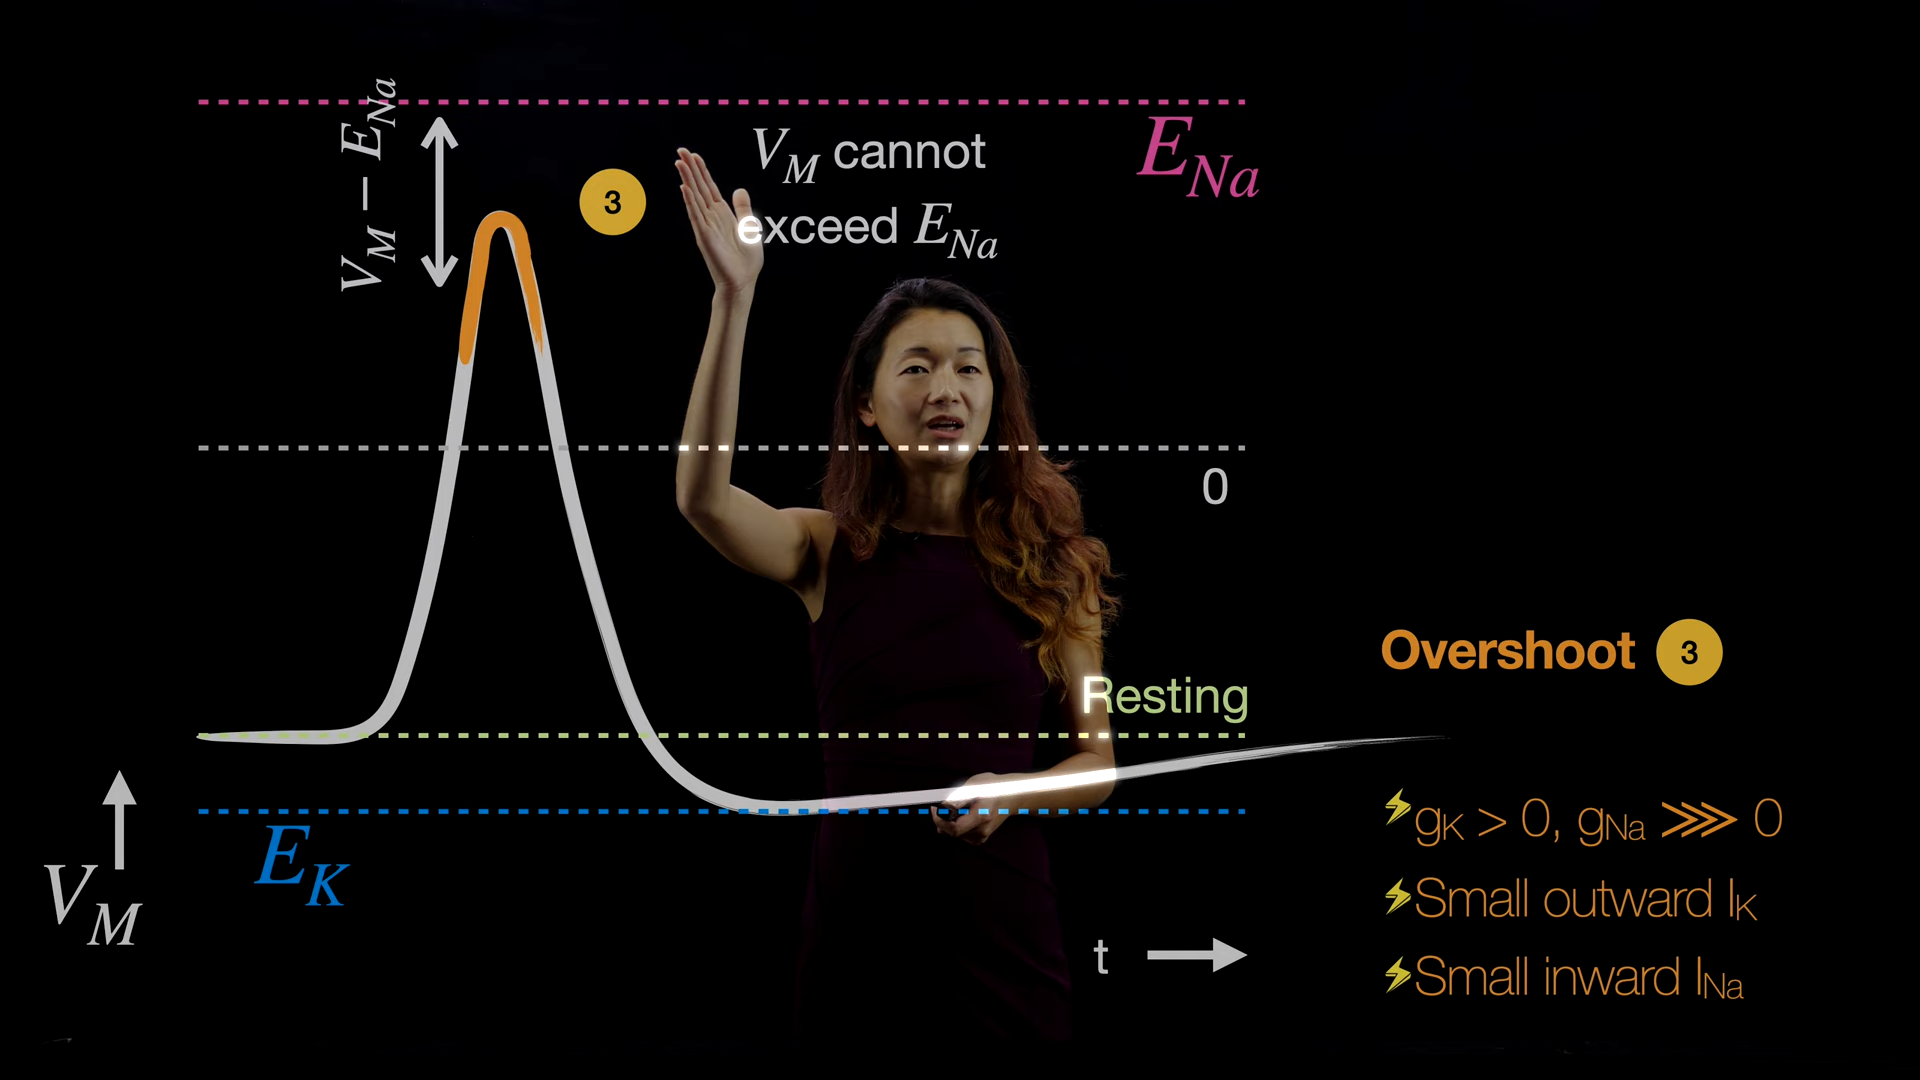 V_M − E_Na
3
V_M cannot
exceed E_Na
E_Na
0
Resting
Overshoot 3
E_K
V_M
t
⚡g_K > 0, g_Na ⋙ 0
⚡Small outward I_K
⚡Small inward I_Na